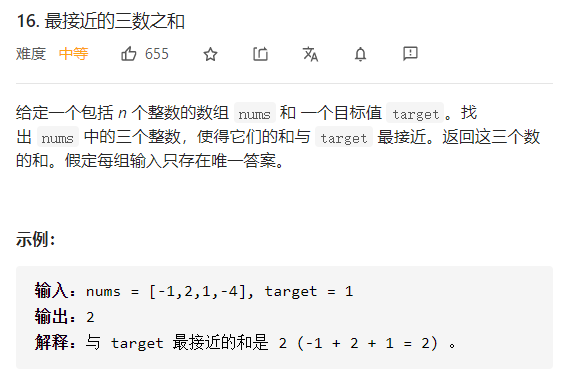 16. 最接近的三数之和
难度 中等 655
给定一个包括 n 个整数的数组 nums 和 一个目标值 target。找
出 nums 中的三个整数，使得它们的和与 target 最接近。返回这三个数
的和。假定每组输入只存在唯一答案。
示例：
输入：nums = [-1,2,1,-4], target = 1
输出：2
解释：与 target 最接近的和是 2 (-1 + 2 + 1 = 2) 。